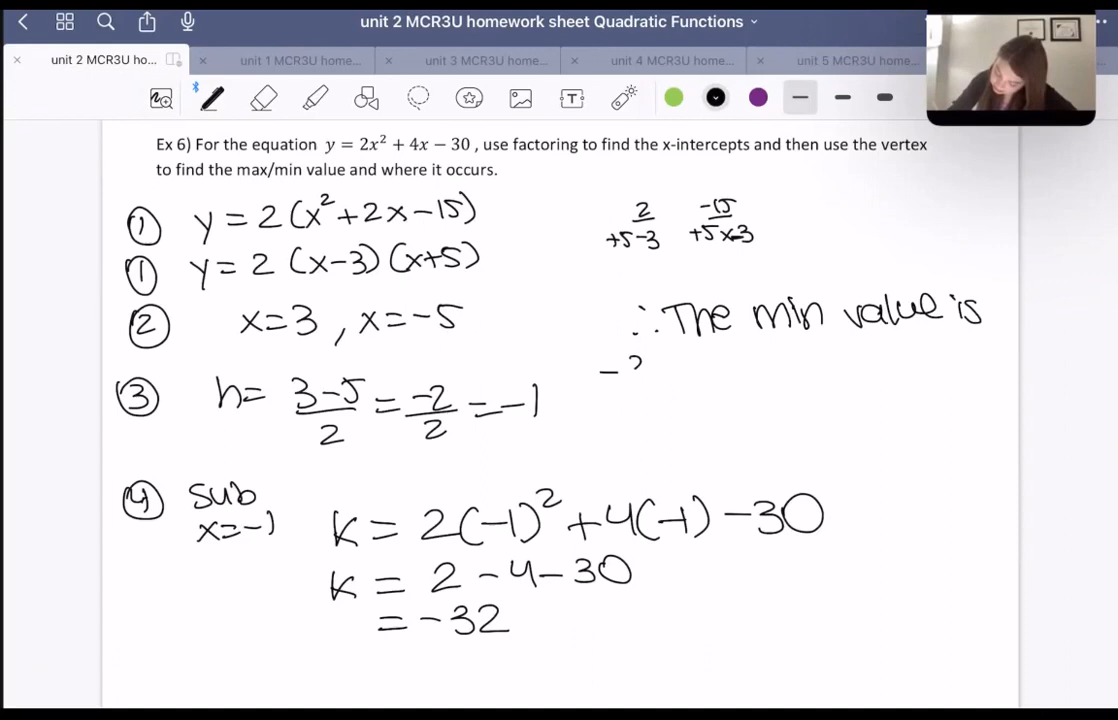 unit 2 MCR3U homework sheet Quadratic Functions
unit 2 MCR3U ho...
unit 1 MCR3U home...
unit 3 MCR3U home...
unit 4 MCR3U home...
unit 5 MCR3U home...
Ex 6) For the equation y = 2x² + 4x − 30 , use factoring to find the x-intercepts and then use the vertex
to find the max/min value and where it occurs.
① y = 2(x²+2x-15)
2 -15
+5-3 +5x-3
① y = 2 (x-3)(x+5)
② x=3 , x=-5
∴ The min value is
-
③ h= 3-5/2 = -2/2 = -1
④ sub
x=-1
K = 2(-1)² +4(-1) -30
K = 2 -4-30
= -32